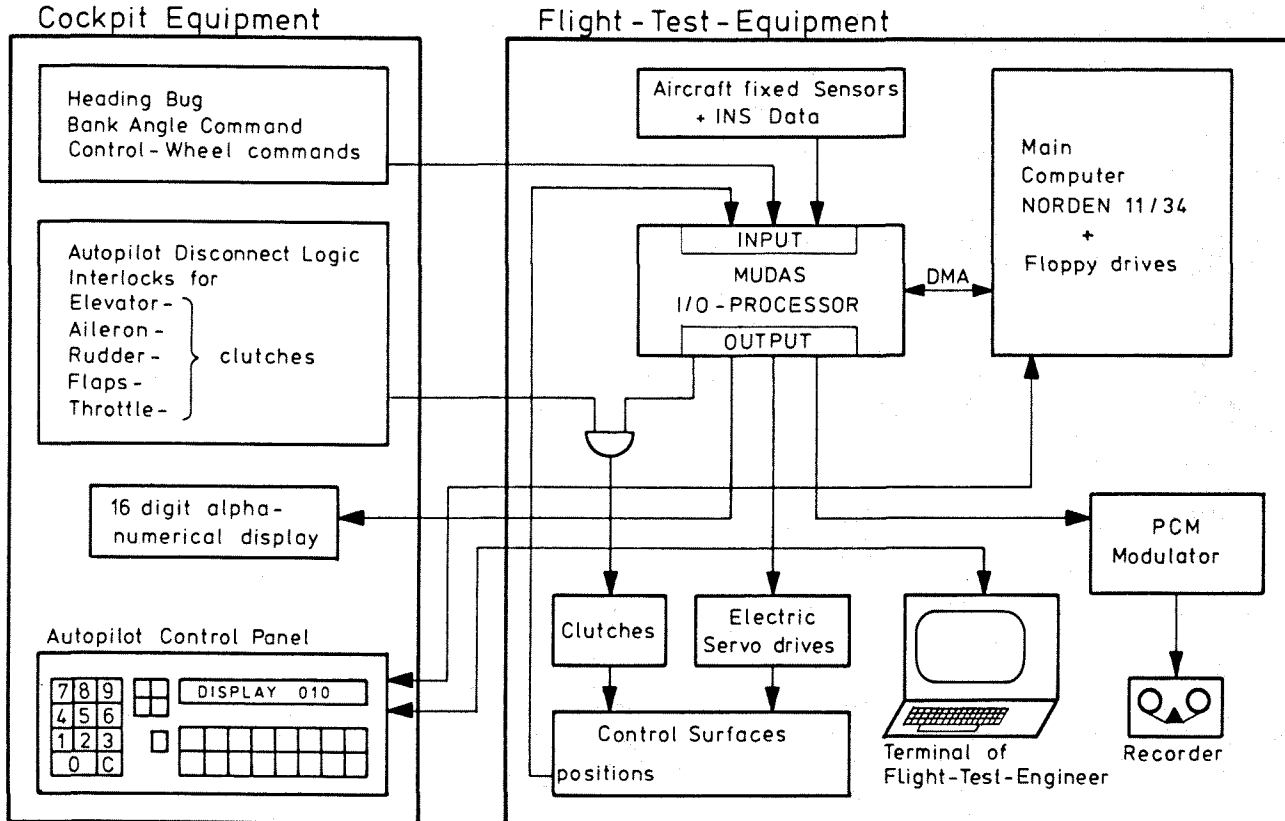 Cockpit Equipment
Heading Bug
Bank Angle Command
Control-Wheel commands
Autopilot Disconnect Logic
Interlocks for
Elevator-
Aileron-
Rudder-
Flaps-
Throttle-
clutches
16 digit alpha-
numerical display
Autopilot Control Panel
7 8 9
4 5 6
1 2 3
0 C
DISPLAY 010
Flight-Test-Equipment
Aircraft fixed Sensors
+ INS Data
INPUT
MUDAS
I/O-PROCESSOR
OUTPUT
DMA
Main
Computer
NORDEN 11/34
+
Floppy drives
PCM
Modulator
Recorder
Clutches
Electric
Servo drives
Control Surfaces
positions
Terminal of
Flight-Test-Engineer